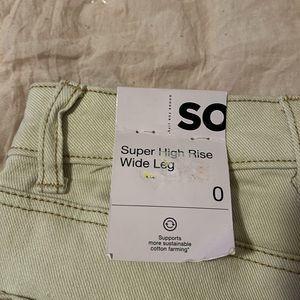 SO
Super High Rise
Wide Leg
0
Supports
more sustainable
cotton farming*